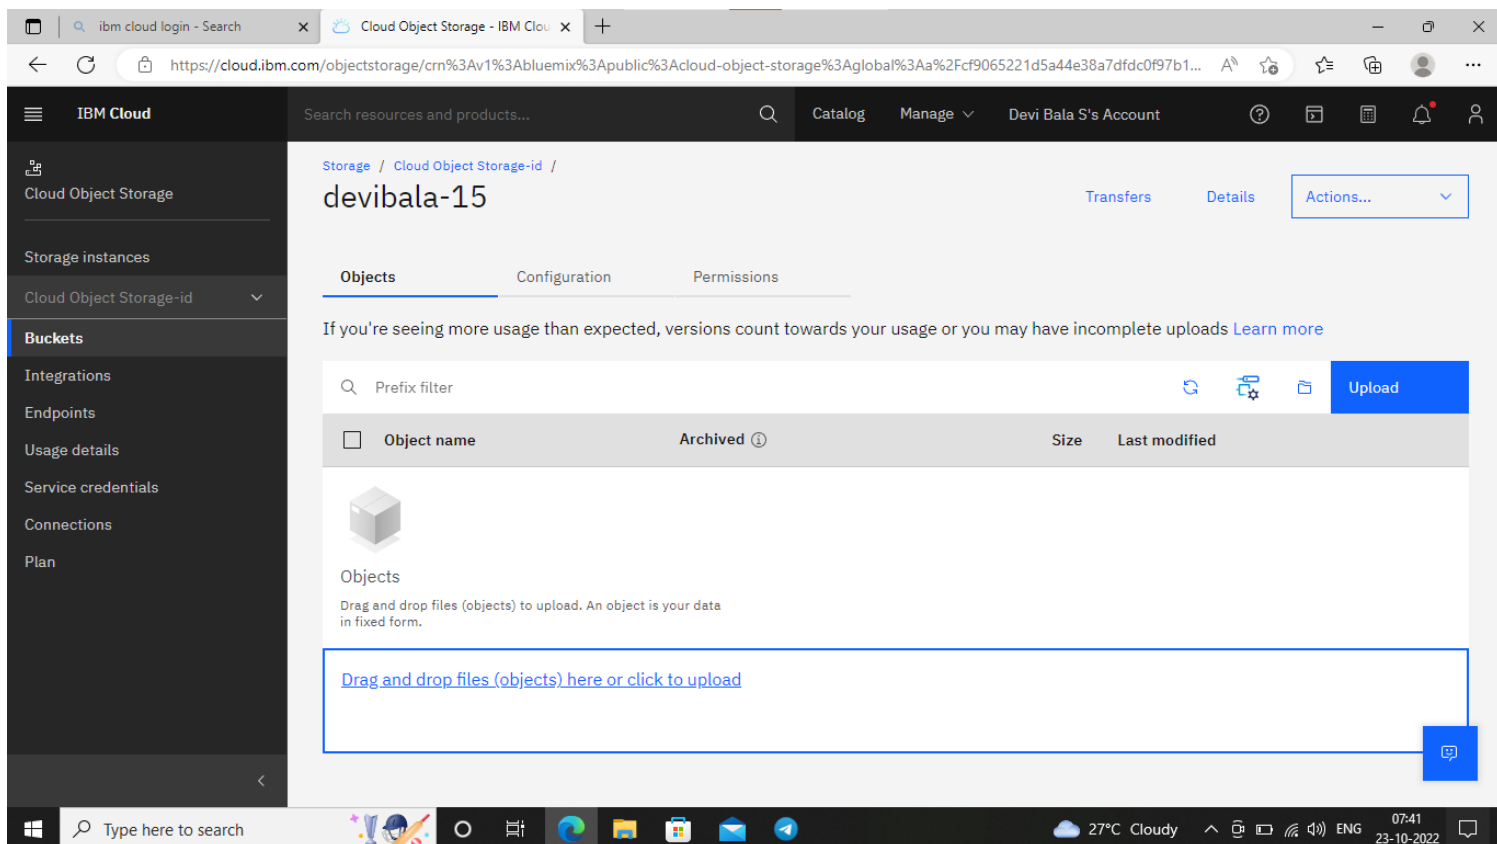 ibm cloud login - Search
Cloud Object Storage - IBM Clou
https://cloud.ibm.com/objectstorage/crn%3Av1%3Abluemix%3Apublic%3Acloud-object-storage%3Aglobal%3Aa%2Fcf9065221d5a44e38a7dfdc0f97b1...
IBM Cloud
Search resources and products...
Catalog
Manage
Devi Bala S's Account
Cloud Object Storage
Storage instances
Cloud Object Storage-id
Buckets
Integrations
Endpoints
Usage details
Service credentials
Connections
Plan
Storage / Cloud Object Storage-id /
devibala-15
Transfers
Details
Actions...
Objects
Configuration
Permissions
If you're seeing more usage than expected, versions count towards your usage or you may have incomplete uploads Learn more
Prefix filter
Upload
Object name
Archived
Size
Last modified
Objects
Drag and drop files (objects) to upload. An object is your data
in fixed form.
Drag and drop files (objects) here or click to upload
Type here to search
27°C Cloudy
ENG
07:41
23-10-2022